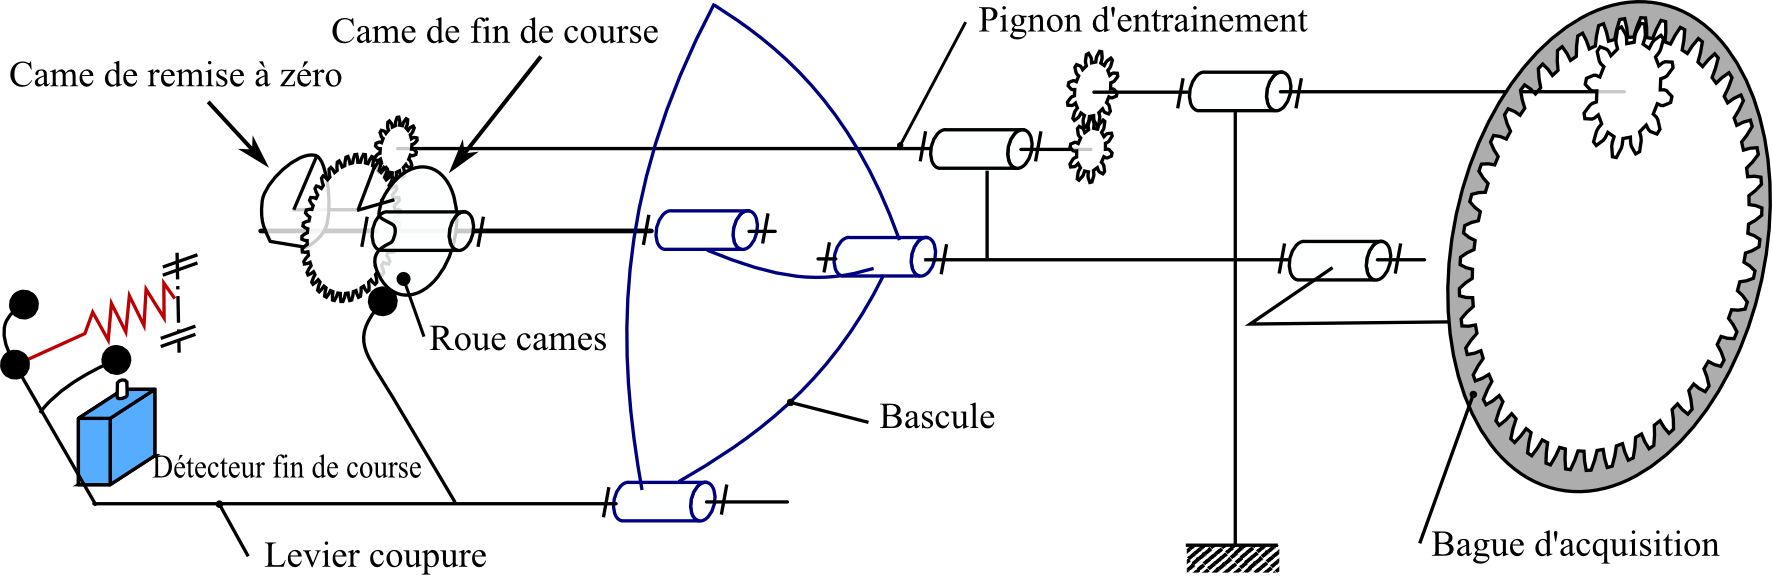 Pignon d'entrainement
Came de fin de course
Came de remise à zéro
Roue cames
Bascule
Détecteur fin de course
Levier coupure
Bague d'acquisition